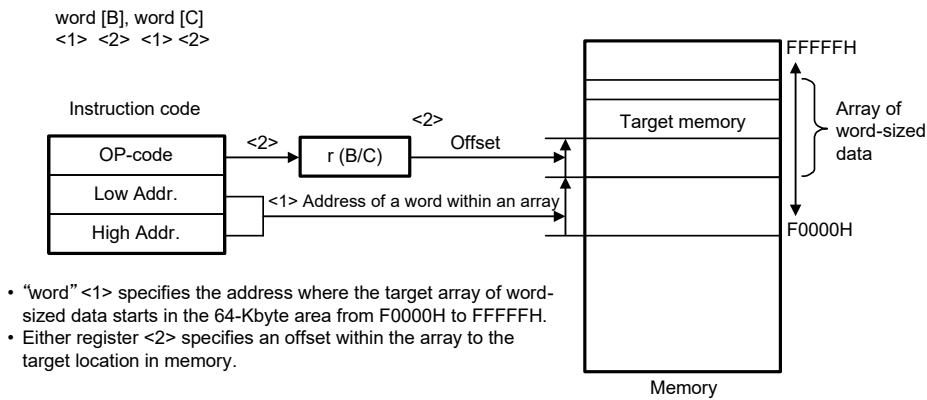 word [B], word [C]
<1> <2> <1> <2>
FFFFFH
Instruction code
Array of
word-sized
data
<2>
Target memory
OP-code
<2>
r (B/C)
Offset
Low Addr.
<1> Address of a word within an array
High Addr.
F0000H
• “word” <1> specifies the address where the target array of word-
sized data starts in the 64-Kbyte area from F0000H to FFFFFH.
• Either register <2> specifies an offset within the array to the
target location in memory.
Memory